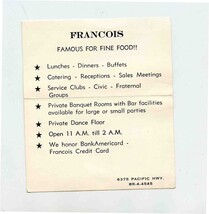 FRANCOIS
FAMOUS FOR FINE FOOD!!
★ Lunches - Dinners - Buffets
★ Catering - Receptions - Sales Meetings
★ Service Clubs - Civic - Fraternal
Groups
★ Private Banquet Rooms with Bar facilities
available for large or small parties
★ Private Dance Floor
★ Open 11 A.M. till 2 A.M.
★ We honor BankAmericard -
Francois Credit Card
6375 PACIFIC HWY.